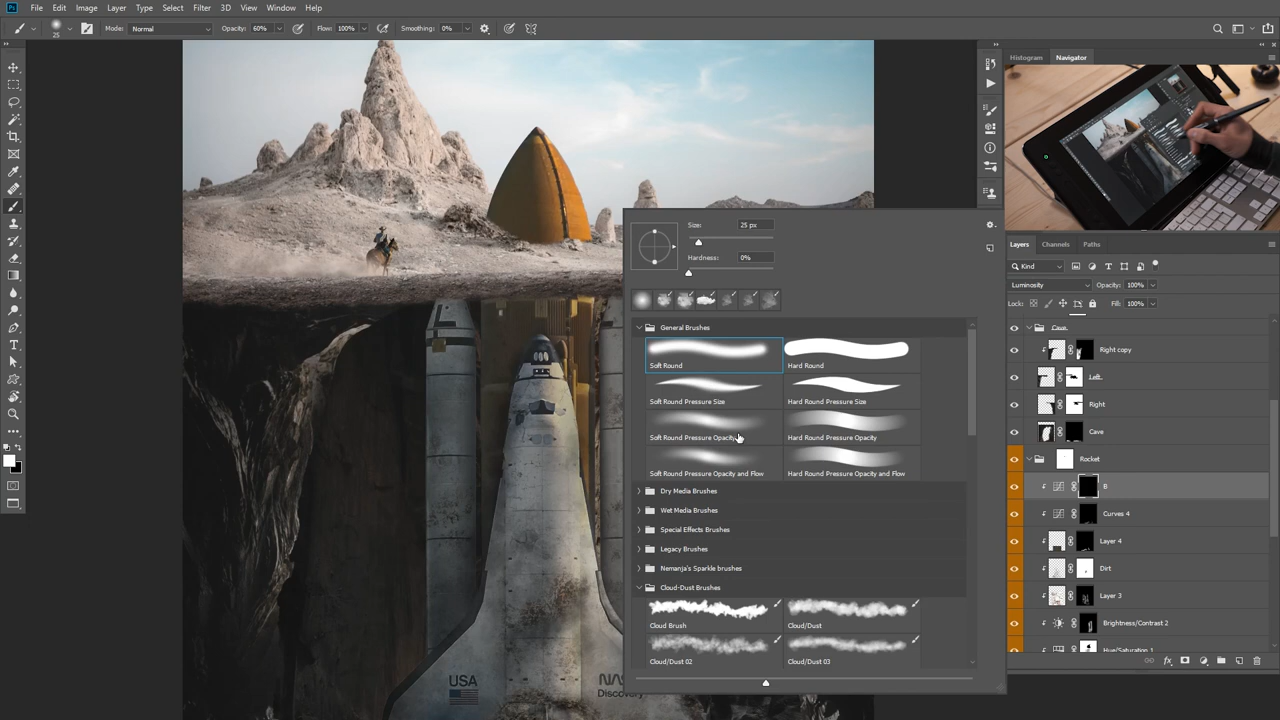 Ps File Edit Image Layer Type Select Filter 3D View Window Help
25 Mode: Normal Opacity: 60% Flow: 100% Smoothing: 0%
Histogram Navigator
Size: 25 px
Hardness: 0%
General Brushes
Soft Round Hard Round
Soft Round Pressure Size Hard Round Pressure Size
Soft Round Pressure Opacity Hard Round Pressure Opacity
Soft Round Pressure Opacity and Flow Hard Round Pressure Opacity and Flow
Dry Media Brushes
Wet Media Brushes
Special Effects Brushes
Legacy Brushes
Nemanja's Sparkle brushes
Cloud-Dust Brushes
Cloud Brush Cloud/Dust
Cloud/Dust 02 Cloud/Dust 03
Layers Channels Paths
Kind
Luminosity Opacity: 100%
Lock: Fill: 100%
Cave
Right copy
Left
Right
Cave
Rocket
B
Curves 4
Layer 4
Dirt
Layer 3
Brightness/Contrast 2
Hue/Saturation 1
fx
USA
Discovery